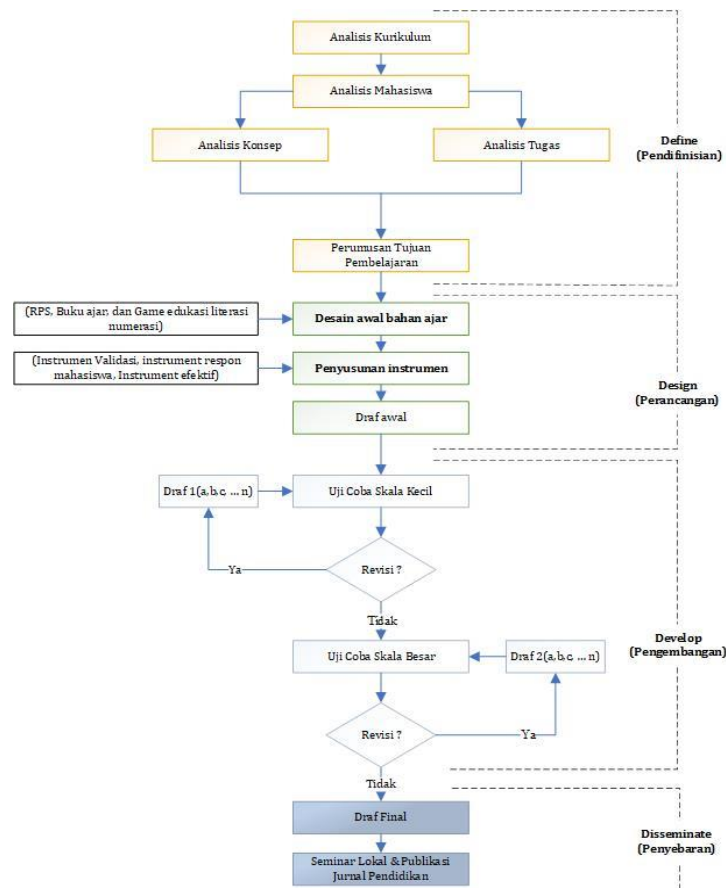 Analisis Kurikulum
Analisis Mahasiswa
Analisis Konsep
Analisis Tugas
Define
(Pendifinisian)
Perumusan Tujuan
Pembelajaran
(RPS, Buku ajar, dan Game edukasi literasi
numerasi)
Desain awal bahan ajar
(Instrumen Validasi, instrument respon
mahasiswa, Instrument efektif)
Penyusunan instrumen
Design
(Perancangan)
Draf awal
Draf 1(a,b,c, ... n)
Uji Coba Skala Kecil
Ya
Revisi ?
Tidak
Uji Coba Skala Besar
Draf 2(a,b,c, ... n)
Develop
(Pengembangan)
Revisi ?
Ya
Tidak
Draf Final
Disseminate
(Penyebaran)
Seminar Lokal & Publikasi
Jurnal Pendidikan